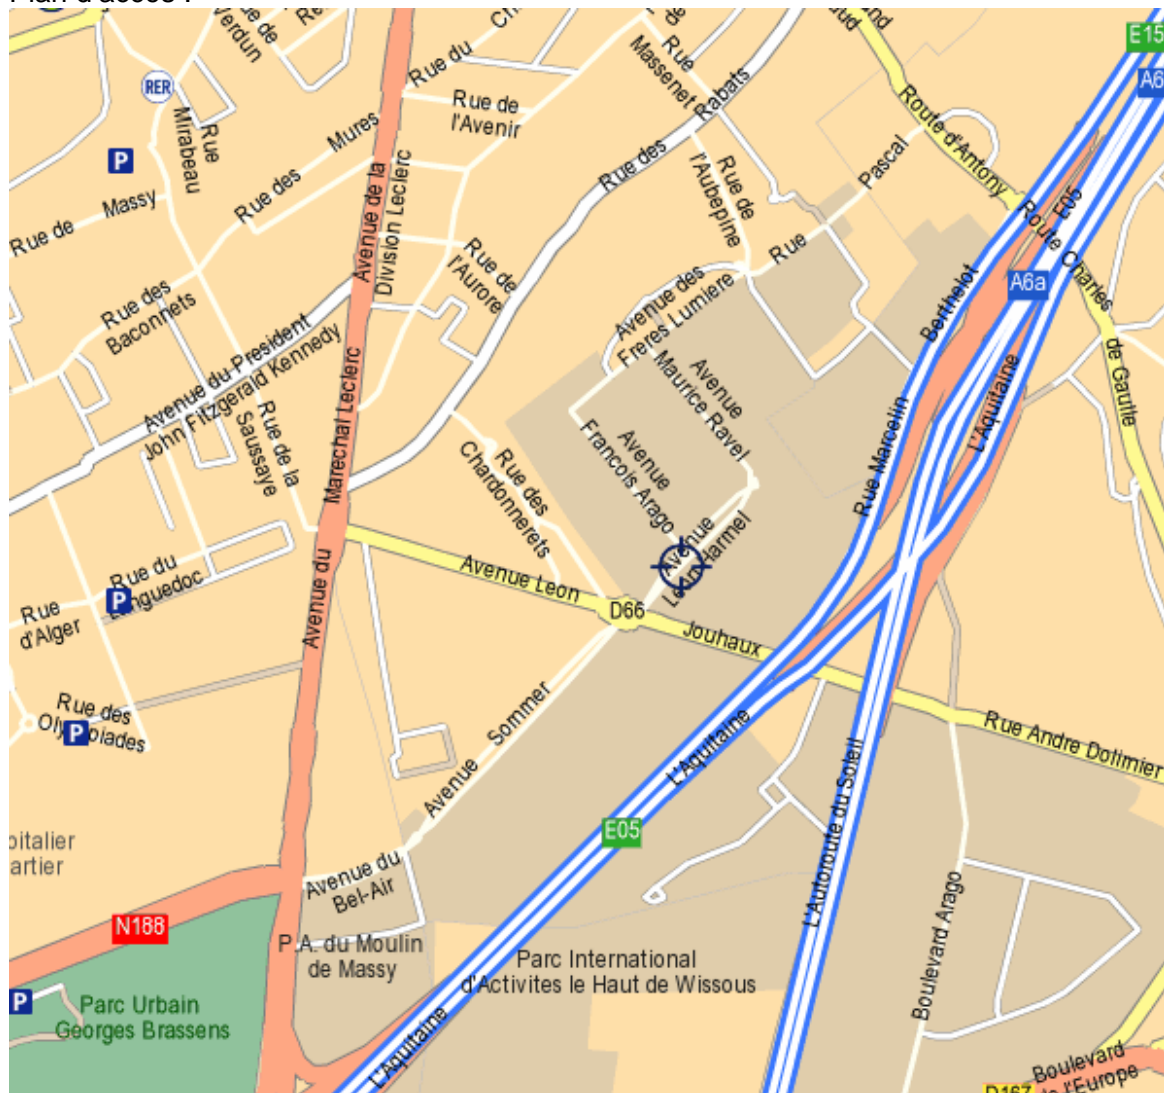 Plan d'accès :
E15
A6
Rue du
Verdun
Rue de
Rue
Massenet
Rabats
Rue des
RER
Rue
Mirabeau
P
Rue de
l'Avenir
Route d'Antony
Rue de Massy
Rue des Mures
Avenue de la
Division Leclerc
Rue de
l'Aubepine
Rue Pascal
E05
Route Charles
de Gaulle
A6a
Rue de
l'Aurore
Rue des
Baconnets
Avenue des
Freres Lumiere
Rue Marcelin Berthelot
Avenue du President
John Fitzgerald Kennedy
Avenue
Maurice Ravel
L'Aquitaine
Rue de la
Saussaye
Avenue du Marechal Leclerc
Avenue
Francois Arago
Rue des
Chardonnerets
Avenue
Leon Harmel
Rue du
Languedoc
P
Avenue Leon Jouhaux
D66
Rue
d'Alger
Rue des
Olympiades
P
Avenue Sommer
L'Aquitaine
Rue Andre Dolimier
L'Autoroute du Soleil
E05
pitalier
artier
Avenue du
Bel-Air
Boulevard Arago
N188
P.A. du Moulin
de Massy
Parc International
d'Activites le Haut de Wissous
P
Parc Urbain
Georges Brassens
L'Aquitaine
Boulevard
de l'Europe
D167